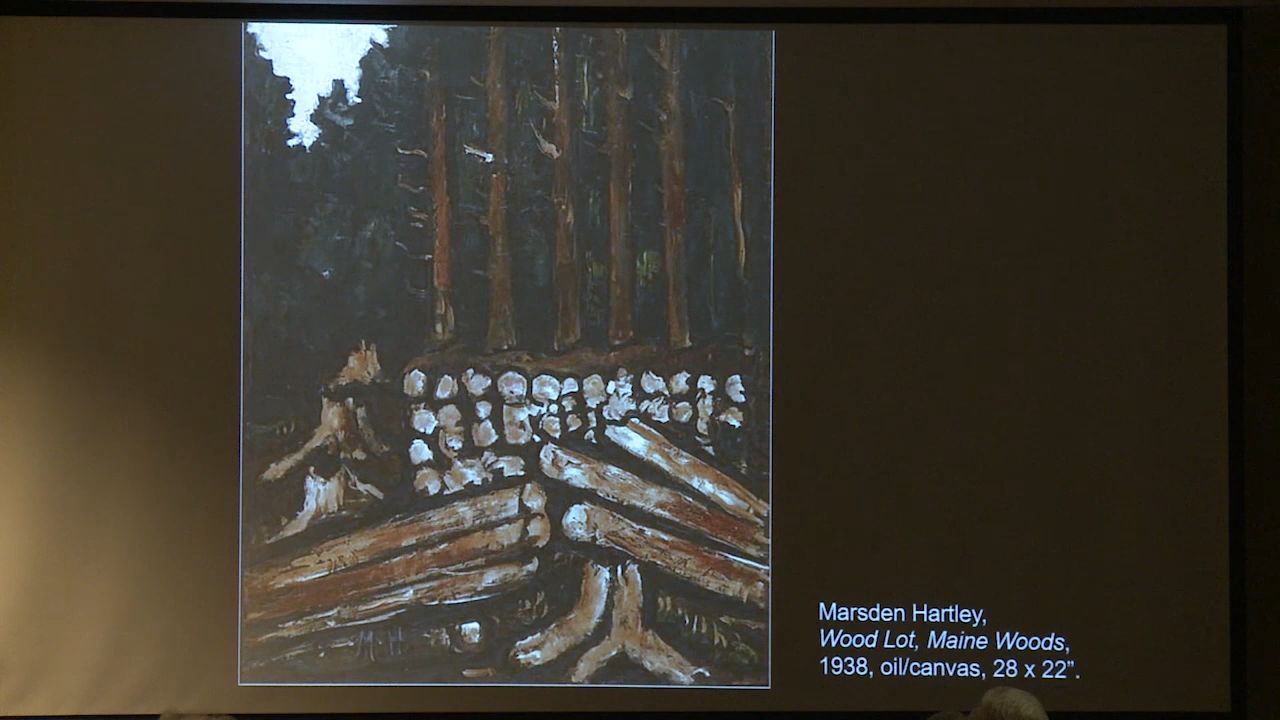 Marsden Hartley,
Wood Lot, Maine Woods,
1938, oil/canvas, 28 x 22”.
M·H